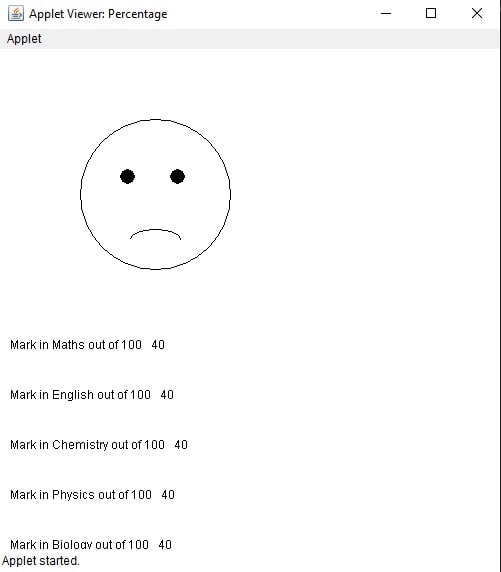 Applet Viewer: Percentage
Applet
Mark in Maths out of 100 40
Mark in English out of 100 40
Mark in Chemistry out of 100 40
Mark in Physics out of 100 40
Mark in Biology out of 100 40
Applet started.